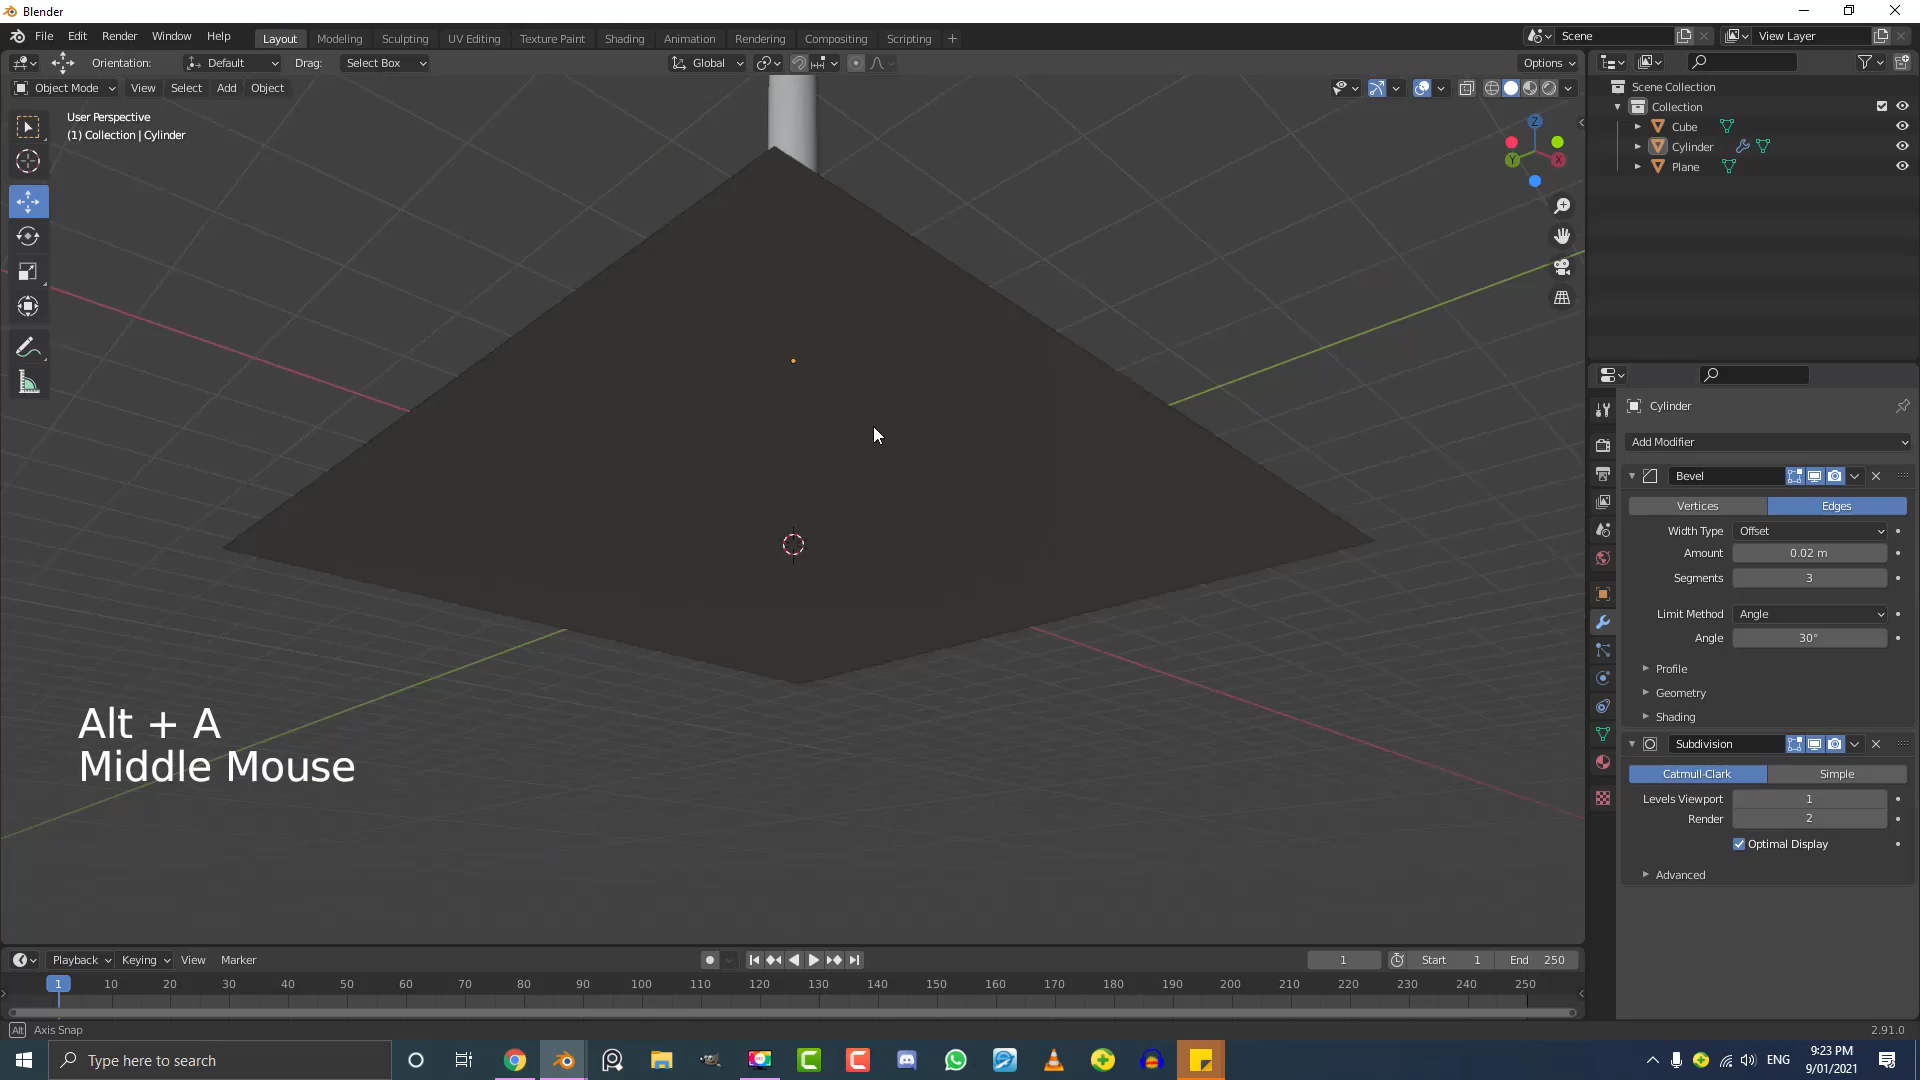 Blender
File Edit Render Window Help Layout Modeling Sculpting UV Editing Texture Paint Shading Animation Rendering Compositing Scripting + Scene View Layer
Orientation: Default Drag: Select Box Global Options
Object Mode View Select Add Object
User Perspective
(1) Collection | Cylinder
Z
Y X
Scene Collection
Collection
Cube
Cylinder
Plane
Cylinder
Add Modifier
Bevel
Vertices Edges
Width Type Offset
Amount 0.02 m
Segments 3
Limit Method Angle
Angle 30°
Profile
Geometry
Shading
Subdivision
Catmull-Clark Simple
Levels Viewport 1
Render 2
Optimal Display
Advanced
Alt + A
Middle Mouse
Playback Keying View Marker 1 Start 1 End 250
1 10 20 30 40 50 60 70 80 90 100 110 120 130 140 150 160 170 180 190 200 210 220 230 240 250
Alt Axis Snap 2.91.0
Type here to search ENG 9:23 PM
9/01/2021